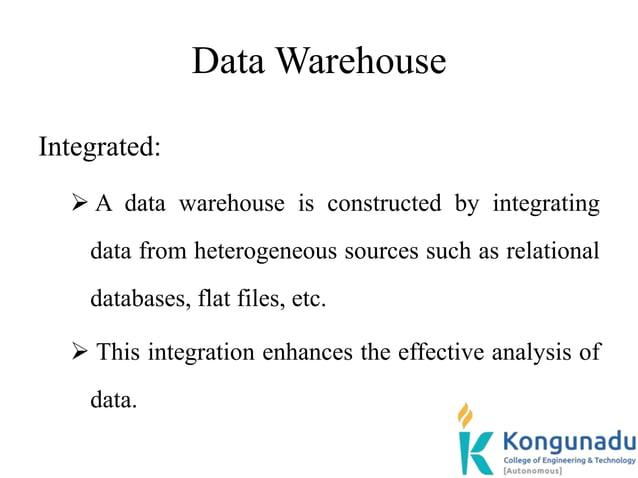 Data Warehouse
Integrated:
➢ A data warehouse is constructed by integrating
data from heterogeneous sources such as relational
databases, flat files, etc.
➢ This integration enhances the effective analysis of
data.
Kongunadu
College of Engineering & Technology
[Autonomous]